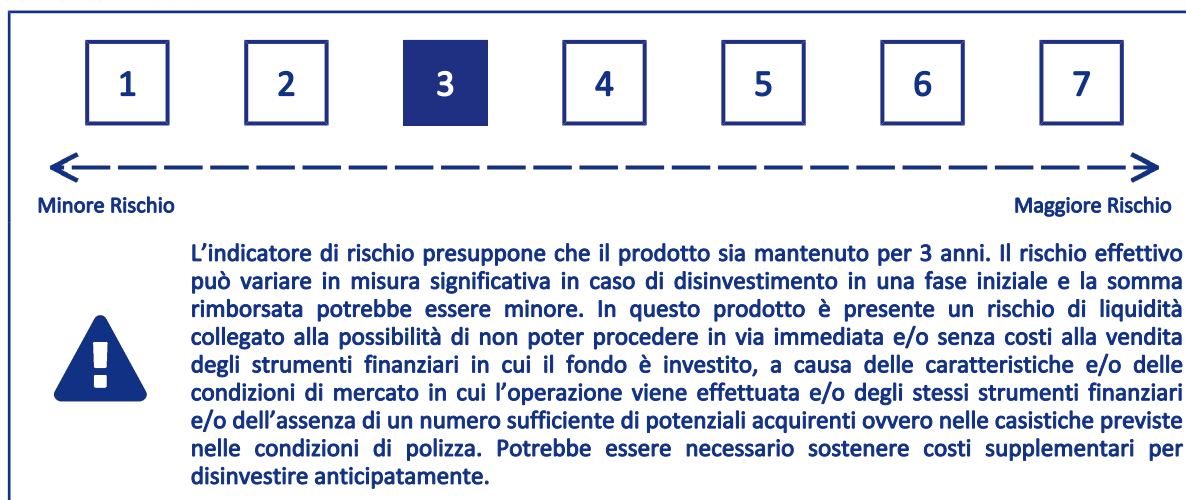 1 2 3 4 5 6 7
Minore Rischio Maggiore Rischio
L'indicatore di rischio presuppone che il prodotto sia mantenuto per 3 anni. Il rischio effettivo
può variare in misura significativa in caso di disinvestimento in una fase iniziale e la somma
rimborsata potrebbe essere minore. In questo prodotto è presente un rischio di liquidità
collegato alla possibilità di non poter procedere in via immediata e/o senza costi alla vendita
degli strumenti finanziari in cui il fondo è investito, a causa delle caratteristiche e/o delle
condizioni di mercato in cui l'operazione viene effettuata e/o degli stessi strumenti finanziari
e/o dell'assenza di un numero sufficiente di potenziali acquirenti ovvero nelle casistiche previste
nelle condizioni di polizza. Potrebbe essere necessario sostenere costi supplementari per
disinvestire anticipatamente.